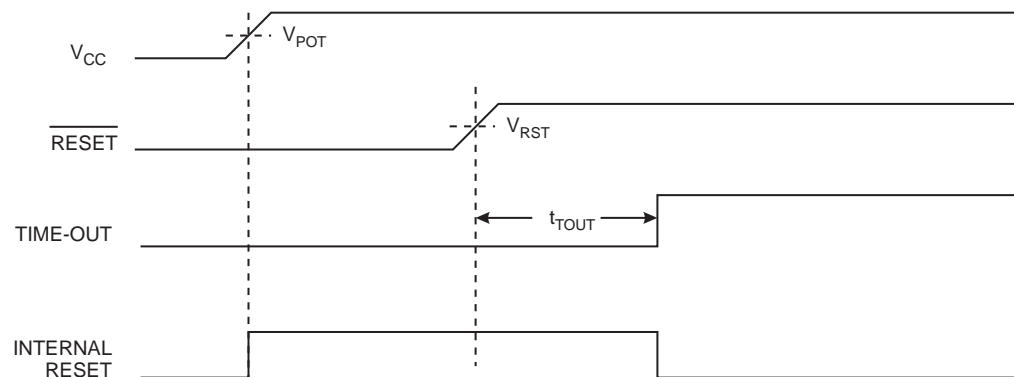 V_CC
V_POT
RESET
V_RST
TIME-OUT
t_TOUT
INTERNAL
RESET